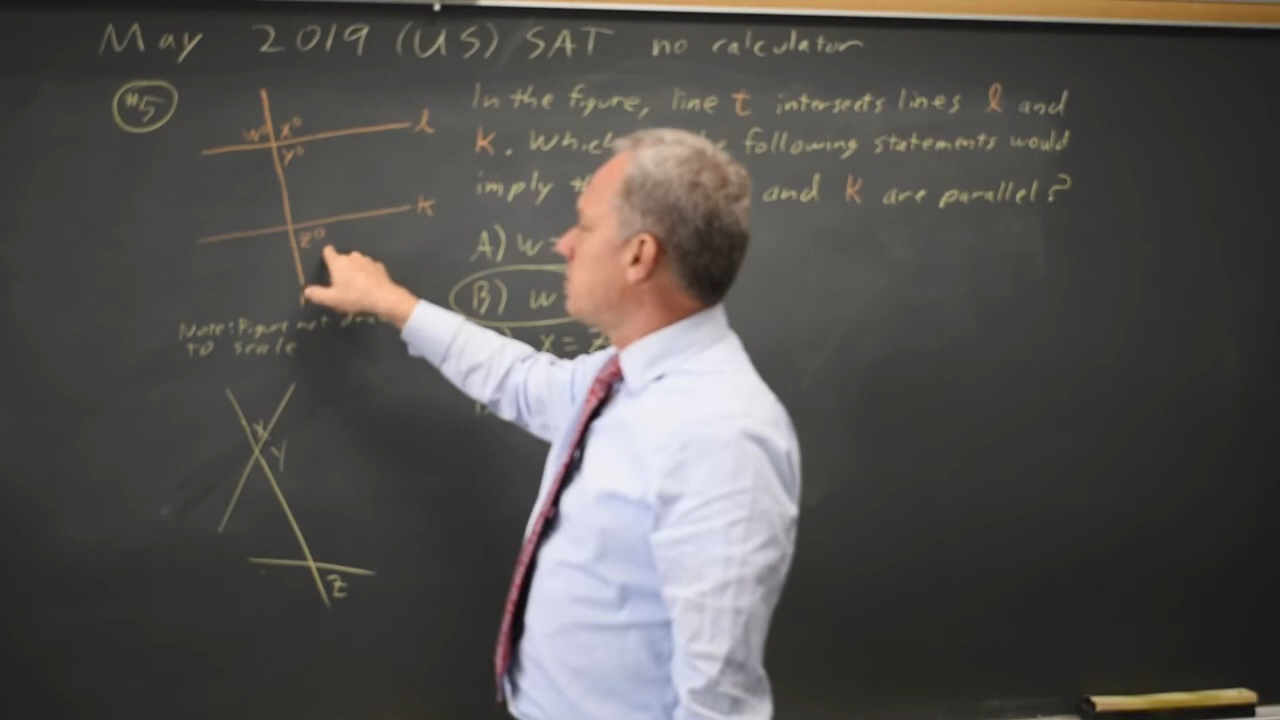 May 2019 (US) SAT no calculator
#5
In the figure, line t intersects lines l and
k. Which the following statements would
imply and k are parallel?
w° x° l
y°
k
z°
A) w
B) w
x = z
Note: Figure not
to scale
x
y
z